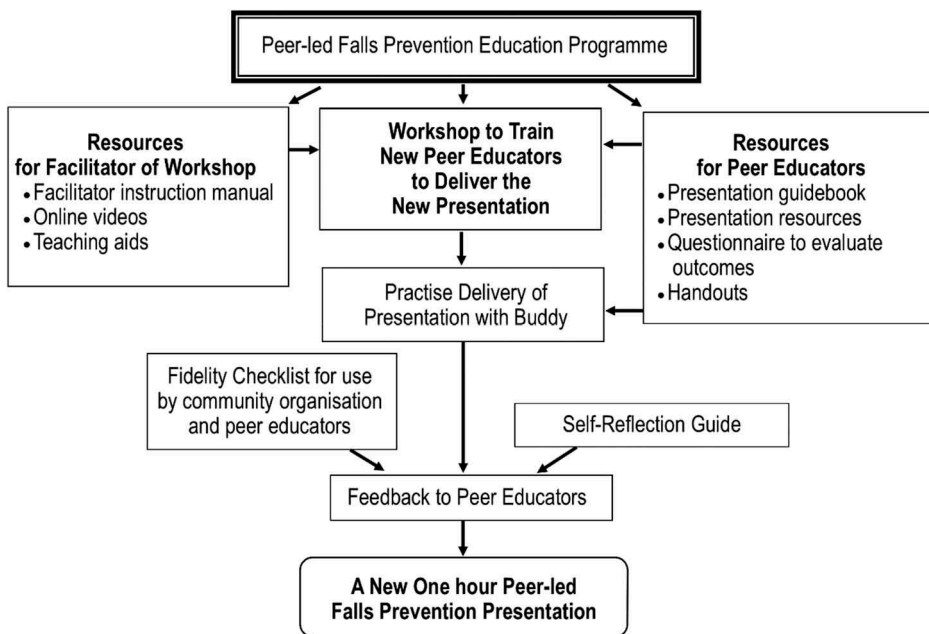 Peer-led Falls Prevention Education Programme
Resources
for Facilitator of Workshop
• Facilitator instruction manual
• Online videos
• Teaching aids
Workshop to Train
New Peer Educators
to Deliver the
New Presentation
Resources
for Peer Educators
• Presentation guidebook
• Presentation resources
• Questionnaire to evaluate
outcomes
• Handouts
Practise Delivery of
Presentation with Buddy
Fidelity Checklist for use
by community organisation
and peer educators
Self-Reflection Guide
Feedback to Peer Educators
A New One hour Peer-led
Falls Prevention Presentation